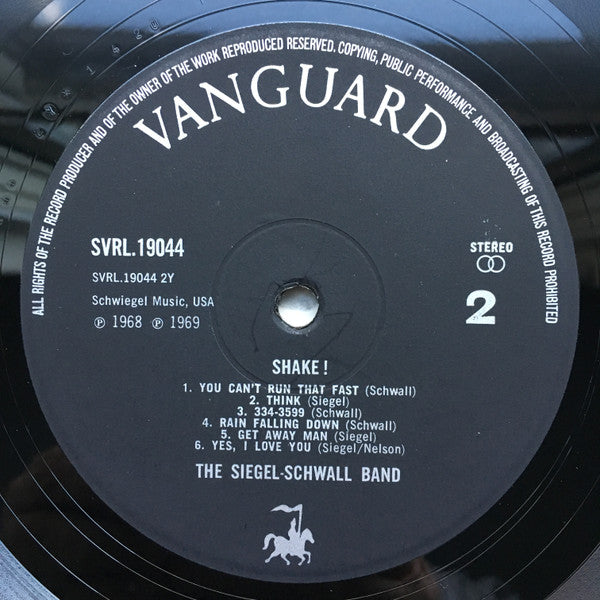 ALL RIGHTS OF THE RECORD PRODUCER AND OF THE OWNER OF THE WORK REPRODUCED RESERVED. COPYING, PUBLIC PERFORMANCE AND BROADCASTING OF THIS RECORD PROHIBITED
VANGUARD
SVRL.19044
STEREO
SVRL.19044 2Y
Schwiegel Music, USA
2
℗ 1968 ℗ 1969
SHAKE!
1. YOU CAN'T RUN THAT FAST (Schwall)
2. THINK (Siegel)
3. 334-3599 (Schwall)
4. RAIN FALLING DOWN (Schwall)
5. GET AWAY MAN (Siegel)
6. YES, I LOVE YOU (Siegel/Nelson)
THE SIEGEL-SCHWALL BAND